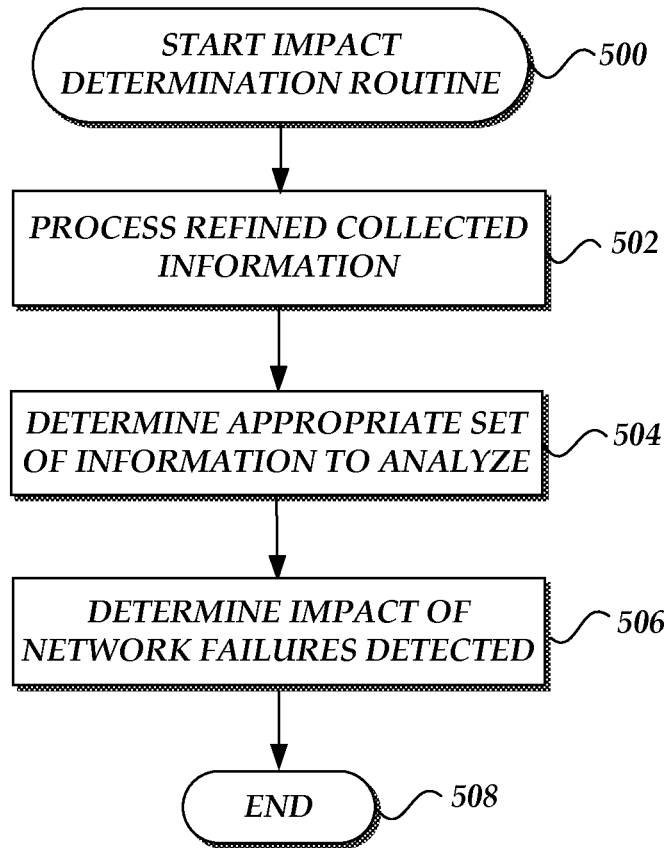 START IMPACT
DETERMINATION ROUTINE
500
PROCESS REFINED COLLECTED
INFORMATION
502
DETERMINE APPROPRIATE SET
OF INFORMATION TO ANALYZE
504
DETERMINE IMPACT OF
NETWORK FAILURES DETECTED
506
END
508